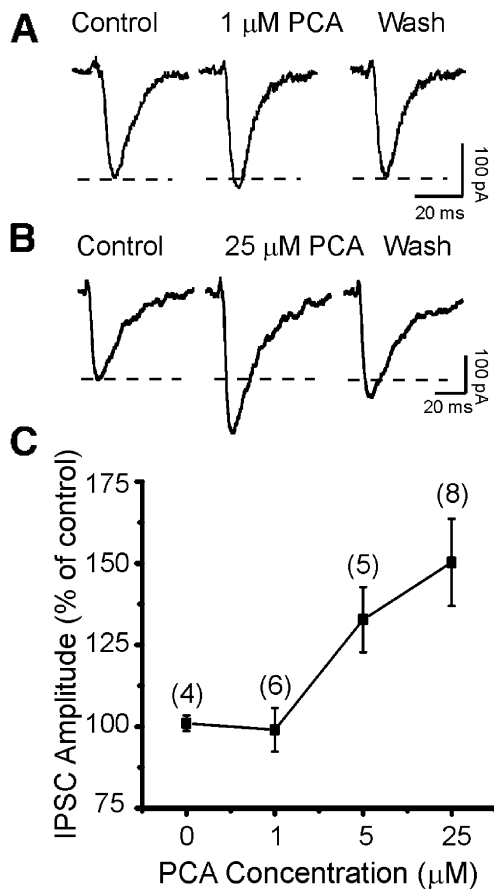 A
Control 1 μM PCA Wash
100 pA
20 ms
B
Control 25 μM PCA Wash
100 pA
20 ms
C
IPSC Amplitude (% of control)
175
150
125
100
75
(4)
(6)
(5)
(8)
0 1 5 25
PCA Concentration (μM)